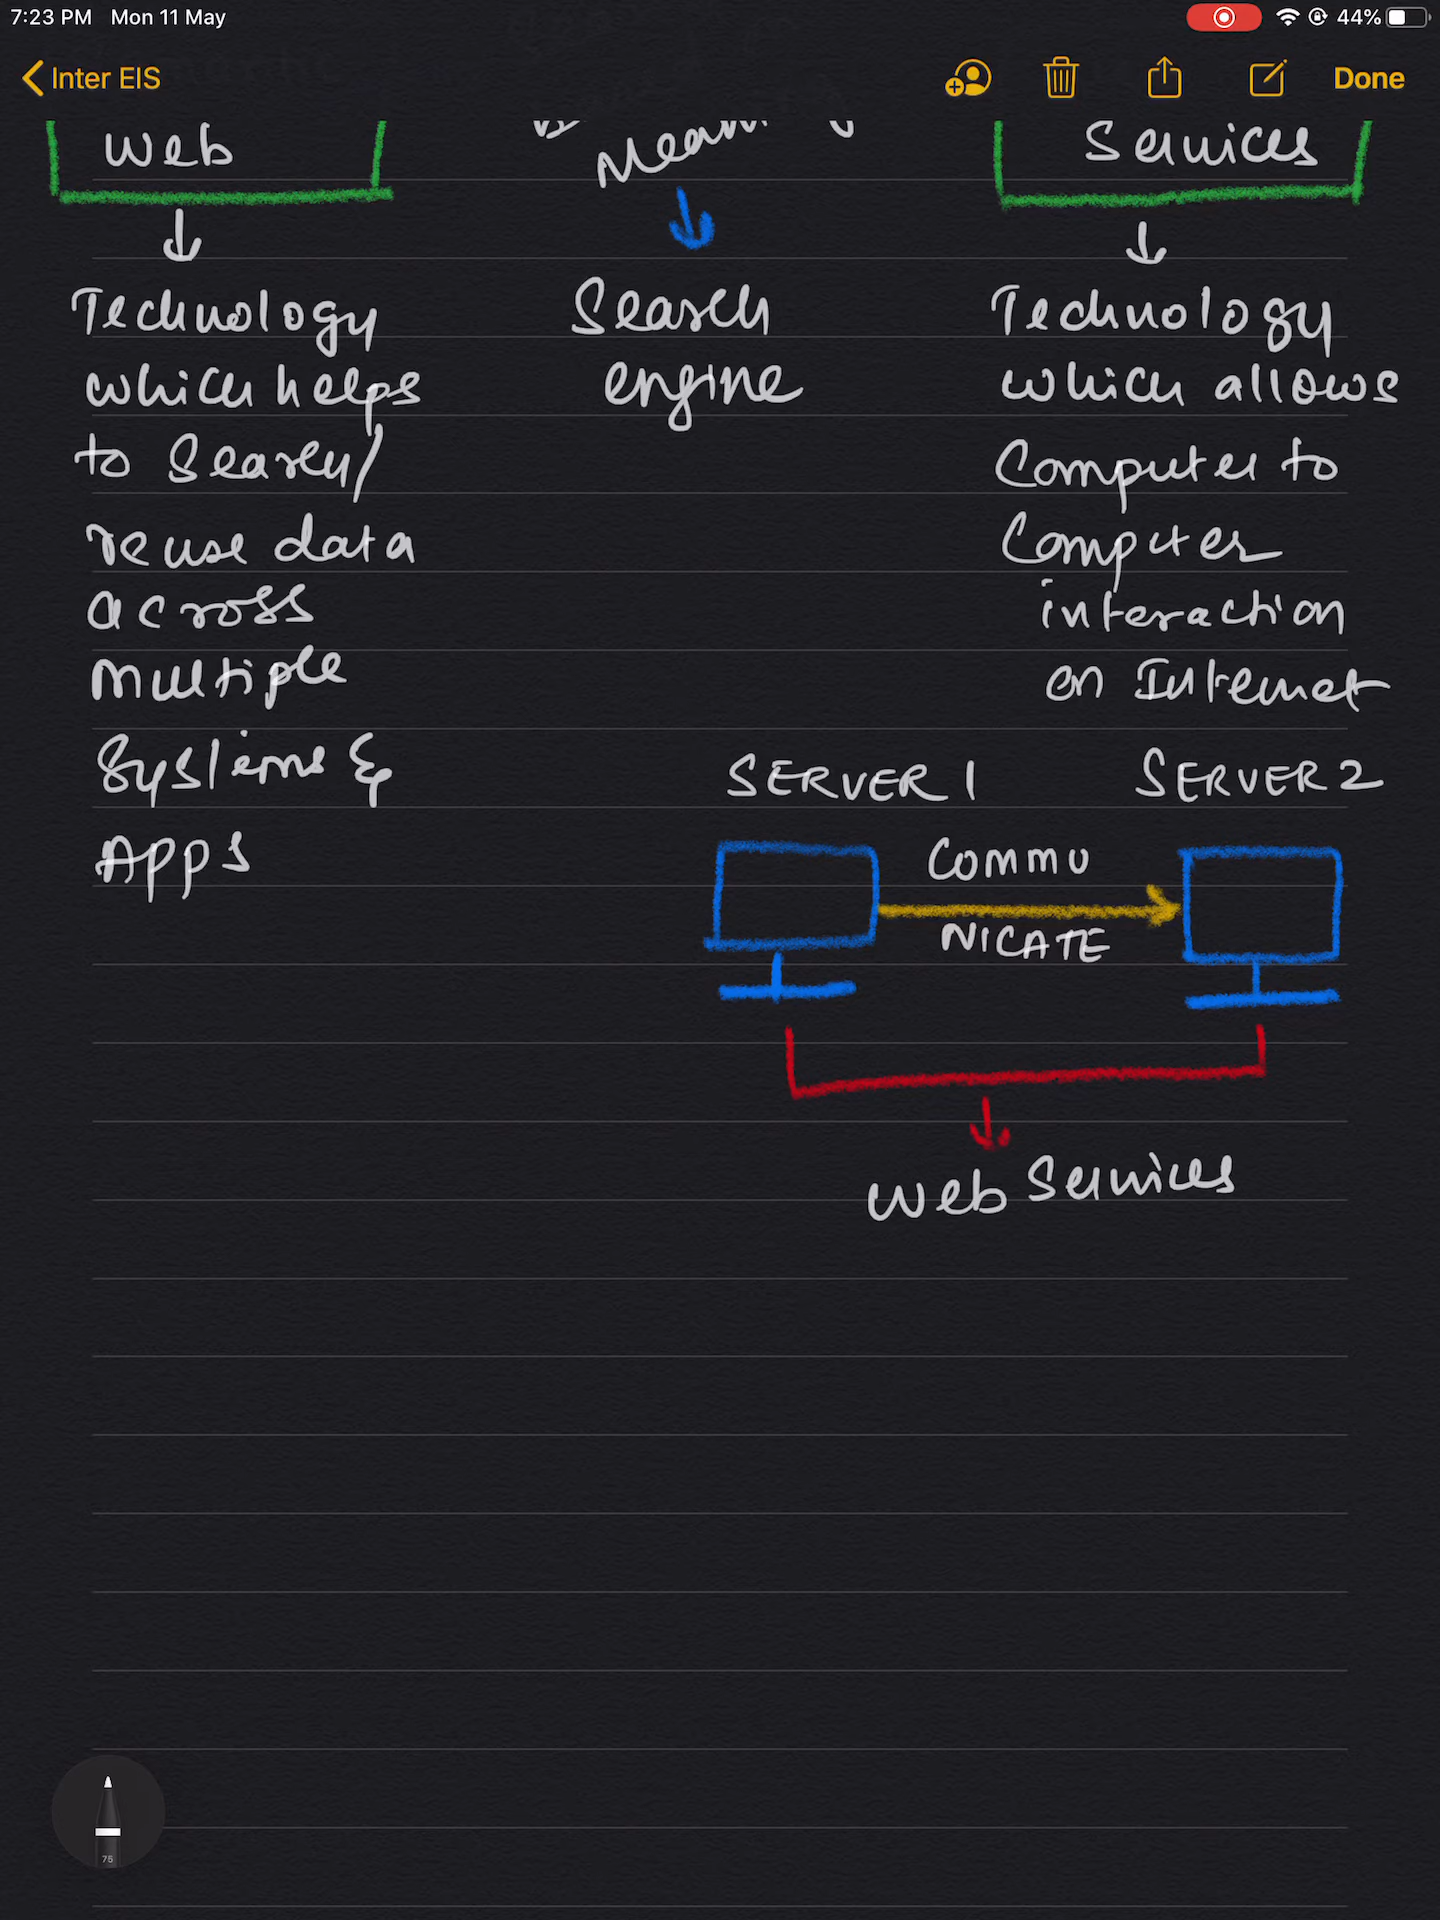 7:23 PM Mon 11 May
44%
Inter EIS
Done
Web
Services
Technology
which helps
to Search/
reuse data
across
multiple
Systems &
Apps
Search
engine
Technology
which allows
Computer to
Computer
interaction
on Internet
SERVER 1
SERVER 2
COMMU
NICATE
Web Services
75